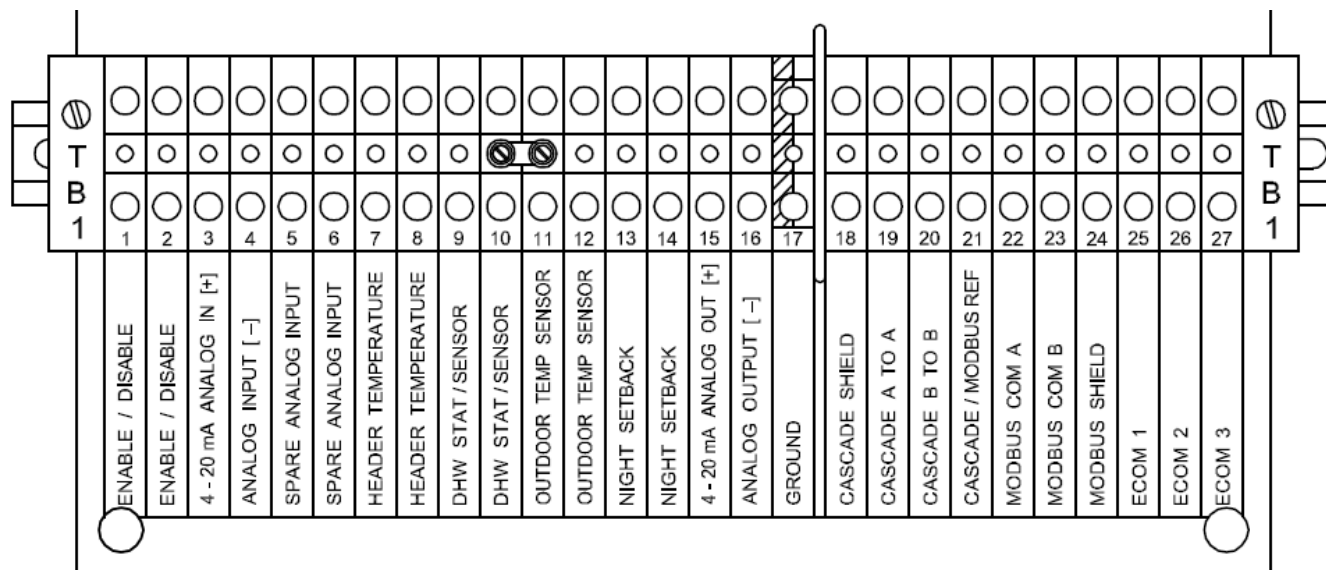 T
B
1
1 2 3 4 5 6 7 8 9 10 11 12 13 14 15 16 17 18 19 20 21 22 23 24 25 26 27
T
B
1
ENABLE / DISABLE
ENABLE / DISABLE
4 - 20 mA ANALOG IN [+]
ANALOG INPUT [–]
SPARE ANALOG INPUT
SPARE ANALOG INPUT
HEADER TEMPERATURE
HEADER TEMPERATURE
DHW STAT / SENSOR
DHW STAT / SENSOR
OUTDOOR TEMP SENSOR
OUTDOOR TEMP SENSOR
NIGHT SETBACK
NIGHT SETBACK
4 - 20 mA ANALOG OUT [+]
ANALOG OUTPUT [–]
GROUND
CASCADE SHIELD
CASCADE A TO A
CASCADE B TO B
CASCADE / MODBUS REF
MODBUS COM A
MODBUS COM B
MODBUS SHIELD
ECOM 1
ECOM 2
ECOM 3